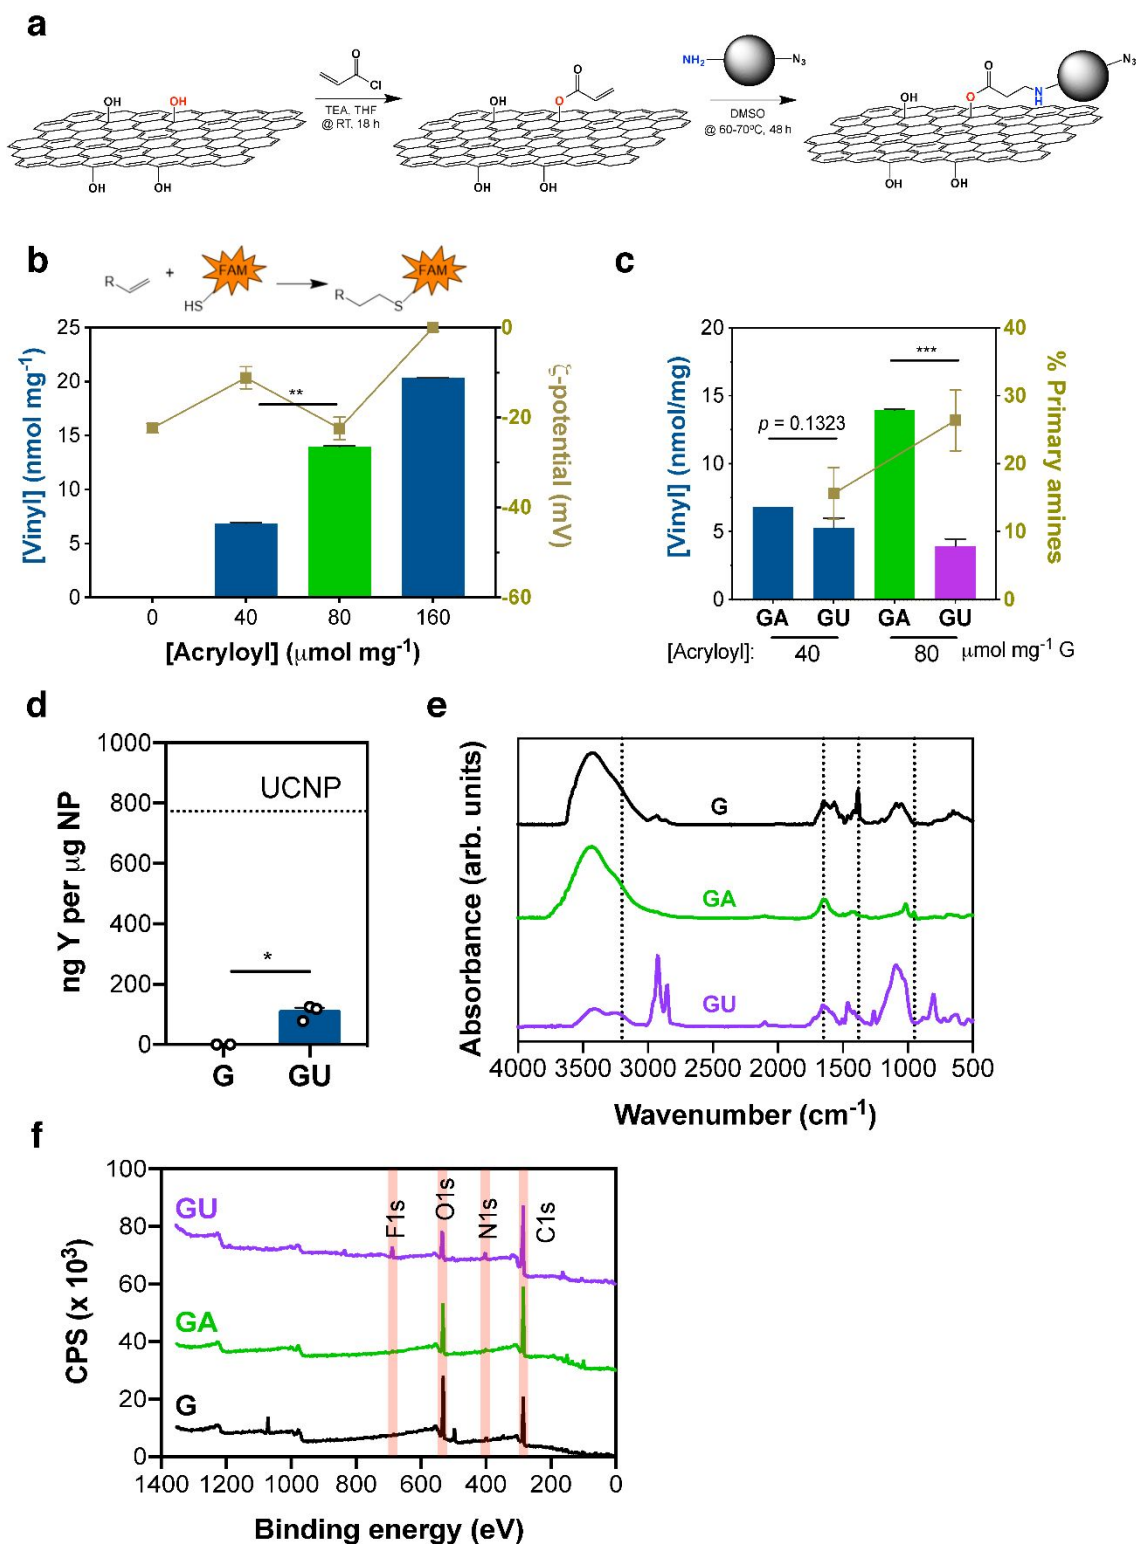 a
O
Cl
TEA, THF
@ RT, 18 h
NH2
N3
DMSO
@ 60-70ºC, 48 h
OH
OH
OH
OH
OH
O
O
OH
OH
OH
O
O
N
H
N3
OH
OH
b
R
+
HS
FAM
R
S
FAM
[Vinyl] (nmol mg-1)
25
20
15
10
5
0
**
0
-20
-40
-60
ζ-potential (mV)
0
40
80
160
[Acryloyl] (μmol mg-1)
c
[Vinyl] (nmol/mg)
20
15
10
5
0
p = 0.1323
***
40
30
20
10
0
% Primary amines
GA
GU
GA
GU
[Acryloyl]:
40
80
μmol mg-1 G
d
ng Y per μg NP
1000
800
600
400
200
0
UCNP
*
G
GU
e
Absorbance (arb. units)
G
GA
GU
4000 3500 3000 2500 2000 1500 1000 500
Wavenumber (cm-1)
f
CPS (x 103)
100
80
60
40
20
0
GU
GA
G
F1s
O1s
N1s
C1s
1400 1200 1000 800 600 400 200 0
Binding energy (eV)